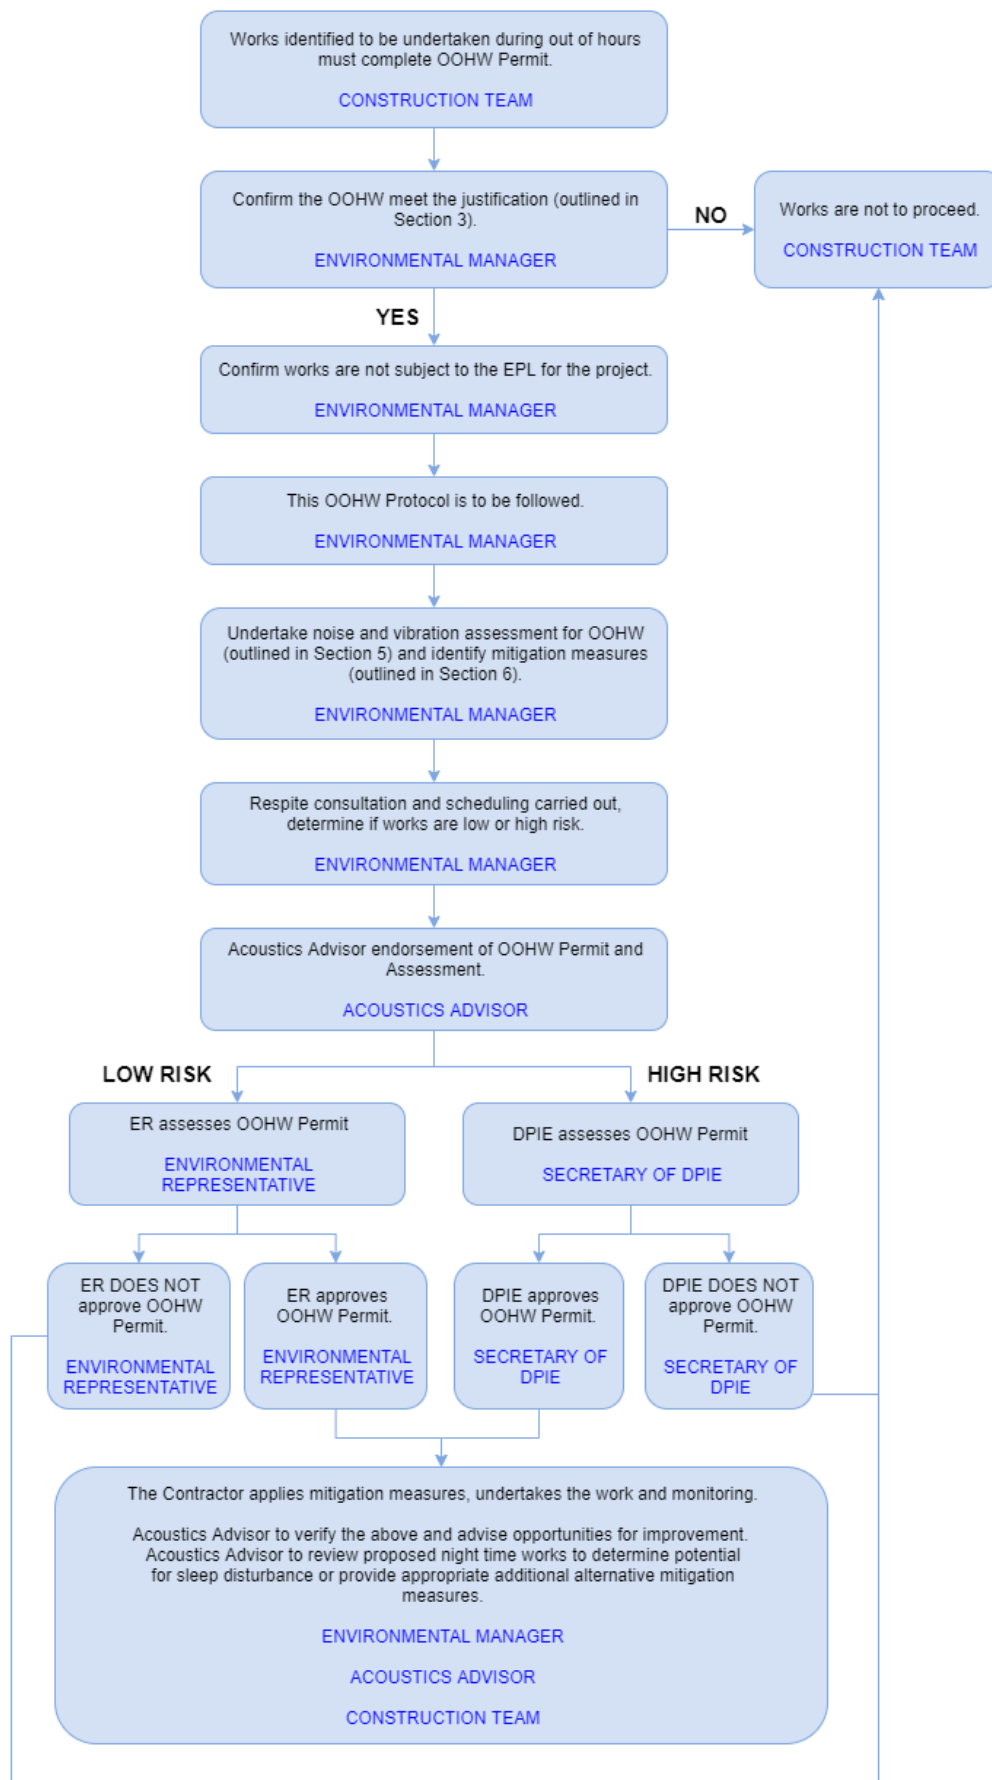 Works identified to be undertaken during out of hours
must complete OOHW Permit.
CONSTRUCTION TEAM
Confirm the OOHW meet the justification (outlined in
Section 3).
ENVIRONMENTAL MANAGER
NO
Works are not to proceed.
CONSTRUCTION TEAM
YES
Confirm works are not subject to the EPL for the project.
ENVIRONMENTAL MANAGER
This OOHW Protocol is to be followed.
ENVIRONMENTAL MANAGER
Undertake noise and vibration assessment for OOHW
(outlined in Section 5) and identify mitigation measures
(outlined in Section 6).
ENVIRONMENTAL MANAGER
Respite consultation and scheduling carried out,
determine if works are low or high risk.
ENVIRONMENTAL MANAGER
Acoustics Advisor endorsement of OOHW Permit and
Assessment.
ACOUSTICS ADVISOR
LOW RISK
HIGH RISK
ER assesses OOHW Permit
ENVIRONMENTAL
REPRESENTATIVE
DPIE assesses OOHW Permit
SECRETARY OF DPIE
ER DOES NOT
approve OOHW
Permit.
ENVIRONMENTAL
REPRESENTATIVE
ER approves
OOHW Permit.
ENVIRONMENTAL
REPRESENTATIVE
DPIE approves
OOHW Permit.
SECRETARY OF
DPIE
DPIE DOES NOT
approve OOHW
Permit.
SECRETARY OF
DPIE
The Contractor applies mitigation measures, undertakes the work and monitoring.
Acoustics Advisor to verify the above and advise opportunities for improvement.
Acoustics Advisor to review proposed night time works to determine potential
for sleep disturbance or provide appropriate additional alternative mitigation
measures.
ENVIRONMENTAL MANAGER
ACOUSTICS ADVISOR
CONSTRUCTION TEAM